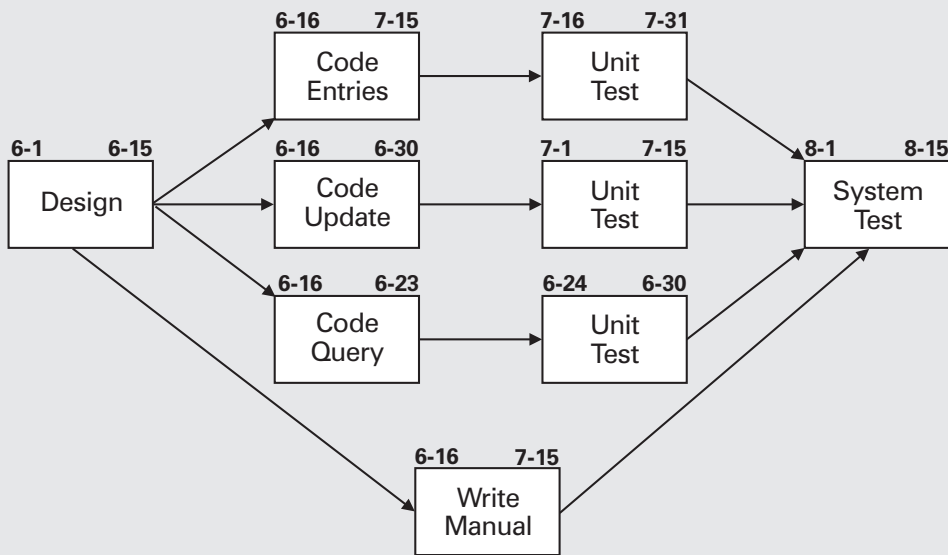 6-16 7-15
Code
Entries
7-16 7-31
Unit
Test
6-1 6-15
Design
6-16 6-30
Code
Update
7-1 7-15
Unit
Test
8-1 8-15
System
Test
6-16 6-23
Code
Query
6-24 6-30
Unit
Test
6-16 7-15
Write
Manual